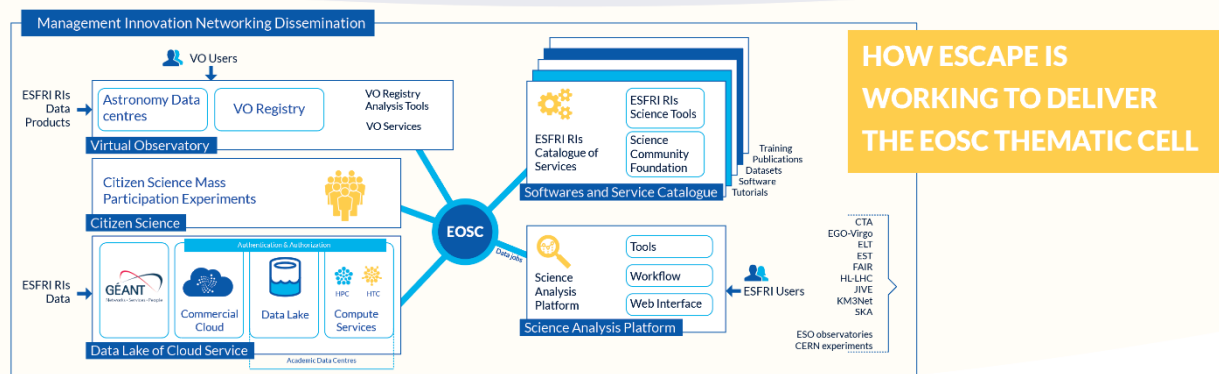 Management Innovation Networking Dissemination
HOW ESCAPE IS
WORKING TO DELIVER
THE EOSC THEMATIC CELL
VO Users
ESFRI RIs
Data
Products
Astronomy Data
centres
VO Registry
VO Registry
Analysis Tools
VO Services
Virtual Observatory
Citizen Science Mass
Participation Experiments
Citizen Science
ESFRI RIs
Data
Authentication & Authorization
GÉANT
Networks · Services · People
Commercial
Cloud
Data Lake
HPC
HTC
Compute
Services
Data Lake of Cloud Service
Academic Data Centres
EOSC
Data jobs
ESFRI RIs
Catalogue of
Services
ESFRI RIs
Science Tools
Science
Community
Foundation
Softwares and Service Catalogue
Training
Publications
Datasets
Software
Tutorials
Science
Analysis
Platform
Tools
Workflow
Web Interface
Science Analysis Platform
ESFRI Users
CTA
EGO-Virgo
ELT
EST
FAIR
HL-LHC
JIVE
KM3Net
SKA
ESO observatories
CERN experiments